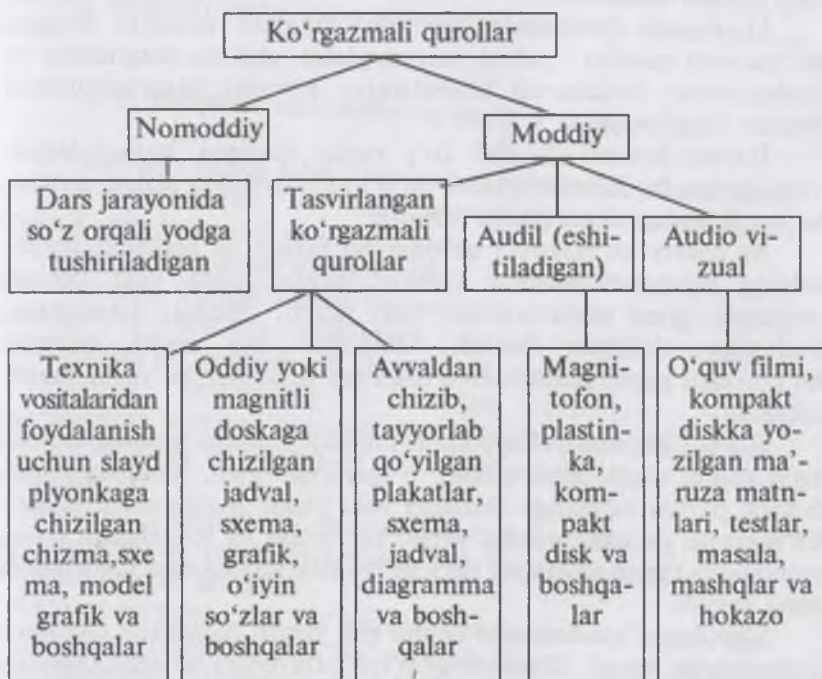 Ko‘rgazmali qurollar
Nomoddiy
Moddiy
Dars jarayonida
so‘z orqali yodga
tushiriladigan
Tasvirlangan
ko‘rgazmali
qurollar
Audil (eshi-
tiladigan)
Audio vi-
zual
Texnika
vositalaridan
foydalanish
uchun slayd
plyonkaga
chizilgan
chizma,sxe
ma, model
grafik va
boshqalar
Oddiy yoki
magnitli
doskaga
chizilgan
jadval,
sxema,
grafik,
o‘iyin
so‘zlar va
boshqalar
Avvaldan
chizib,
tayyorlab
qo‘yilgan
plakatlar,
sxema,
jadval,
diagramma
va bosh-
qalar
Magni-
tofon,
plastin-
ka,
kom-
pakt
disk va
boshqa-
lar
O‘quv filmi,
kompakt
diskka yo-
zilgan ma’-
ruza matn-
lari, testlar,
masala,
mashqlar va
hokazo